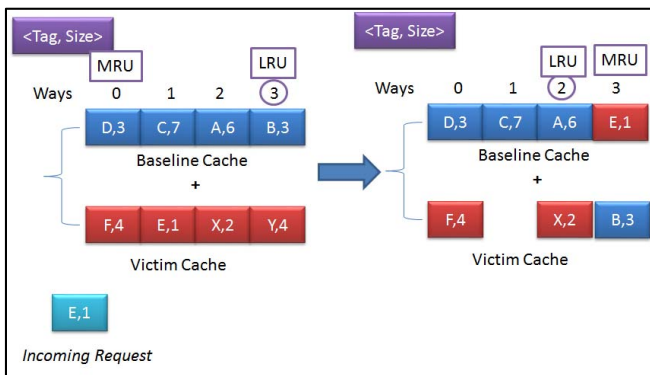 <Tag, Size>
MRU
LRU
Ways 0 1 2 3
D,3 C,7 A,6 B,3
Baseline Cache
+
F,4 E,1 X,2 Y,4
Victim Cache
E,1
Incoming Request
<Tag, Size>
LRU
MRU
Ways 0 1 2 3
D,3 C,7 A,6 E,1
Baseline Cache
+
F,4 X,2 B,3
Victim Cache